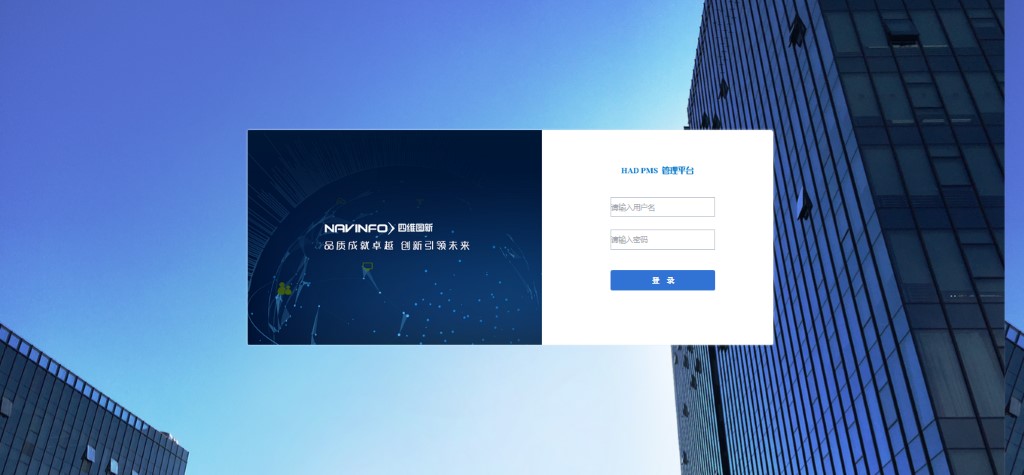 NAVINFO 四维图新
品质成就卓越 创新引领未来
HAD PMS 管理平台
请输入用户名
请输入密码
登 录